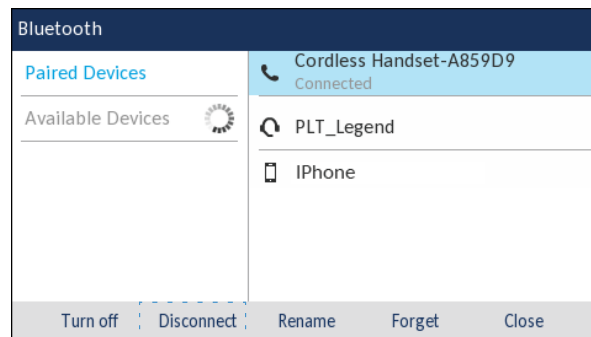 Bluetooth
Paired Devices
Available Devices
Cordless Handset-A859D9
Connected
PLT_Legend
IPhone
Turn off Disconnect Rename Forget Close